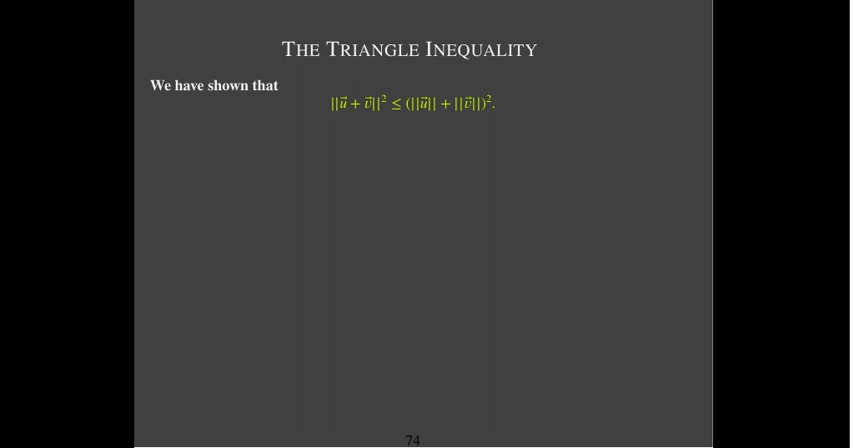 THE TRIANGLE INEQUALITY
We have shown that
||u⃗ + v⃗||² ≤ (||u⃗|| + ||v⃗||)².
74